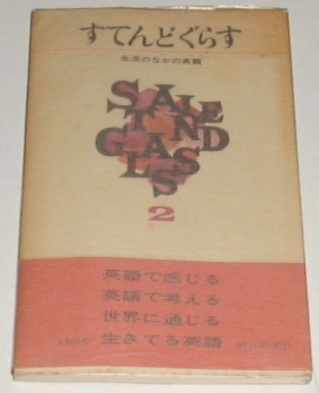 すてんどぐらす
生活のなかの英語
STAINED
GLASS
2
英語で感じる
英語で考える
世界に通じる
生きてる英語